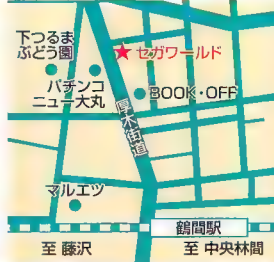 下つるま
ぶどう園
★セガワールド
パチンコ
ニュー大丸
BOOK・OFF
厚木街道
マルエツ
鶴間駅
至 藤沢
至 中央林間